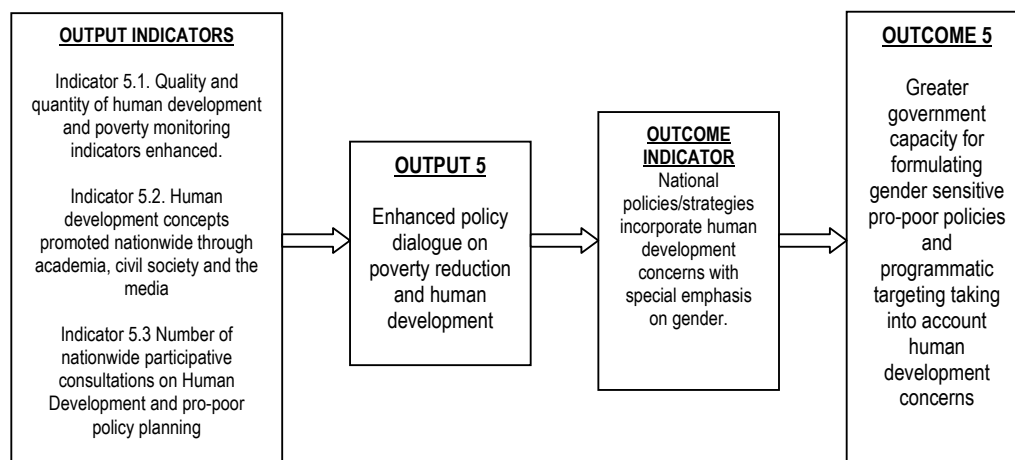 OUTPUT INDICATORS
Indicator 5.1. Quality and
quantity of human development
and poverty monitoring
indicators enhanced.
Indicator 5.2. Human
development concepts
promoted nationwide through
academia, civil society and the
media
Indicator 5.3 Number of
nationwide participative
consultations on Human
Development and pro-poor
policy planning
OUTPUT 5
Enhanced policy
dialogue on
poverty reduction
and human
development
OUTCOME
INDICATOR
National
policies/strategies
incorporate human
development
concerns with
special emphasis
on gender.
OUTCOME 5
Greater
government
capacity for
formulating
gender sensitive
pro-poor policies
and
programmatic
targeting taking
into account
human
development
concerns